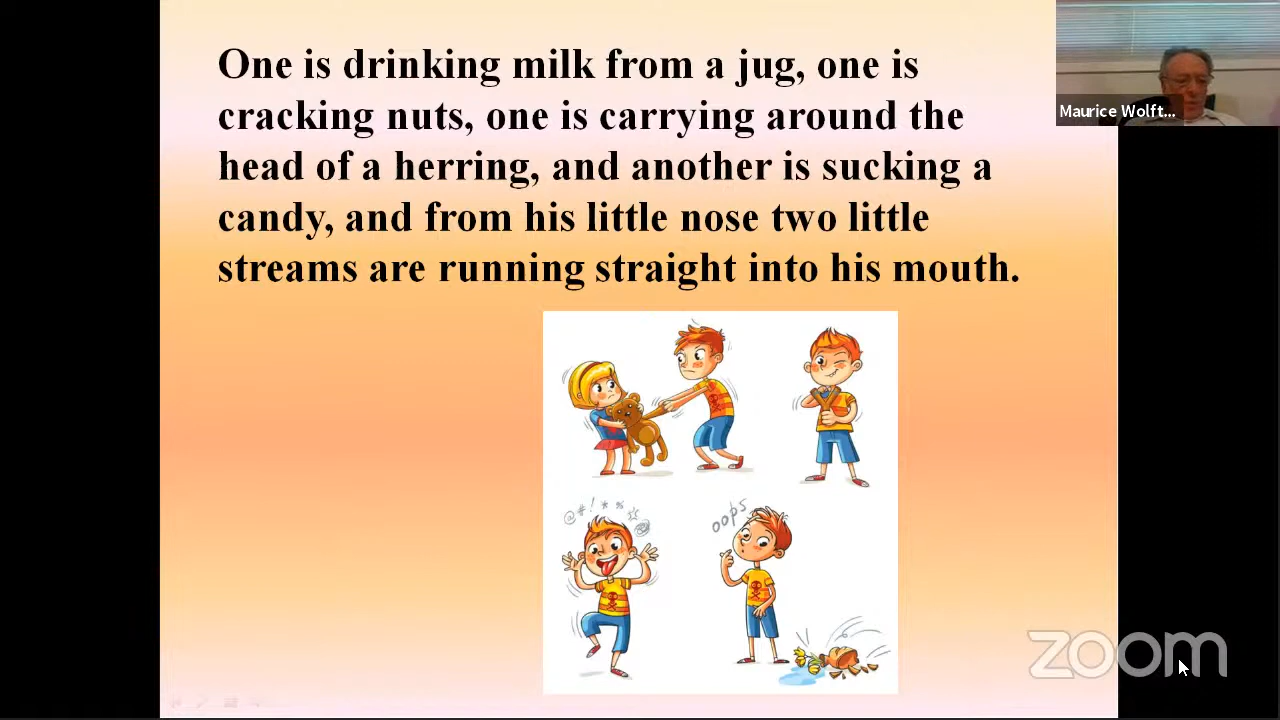 One is drinking milk from a jug, one is
cracking nuts, one is carrying around the
head of a herring, and another is sucking a
candy, and from his little nose two little
streams are running straight into his mouth.
Maurice Wolft...
@#!*%
oops
zoom